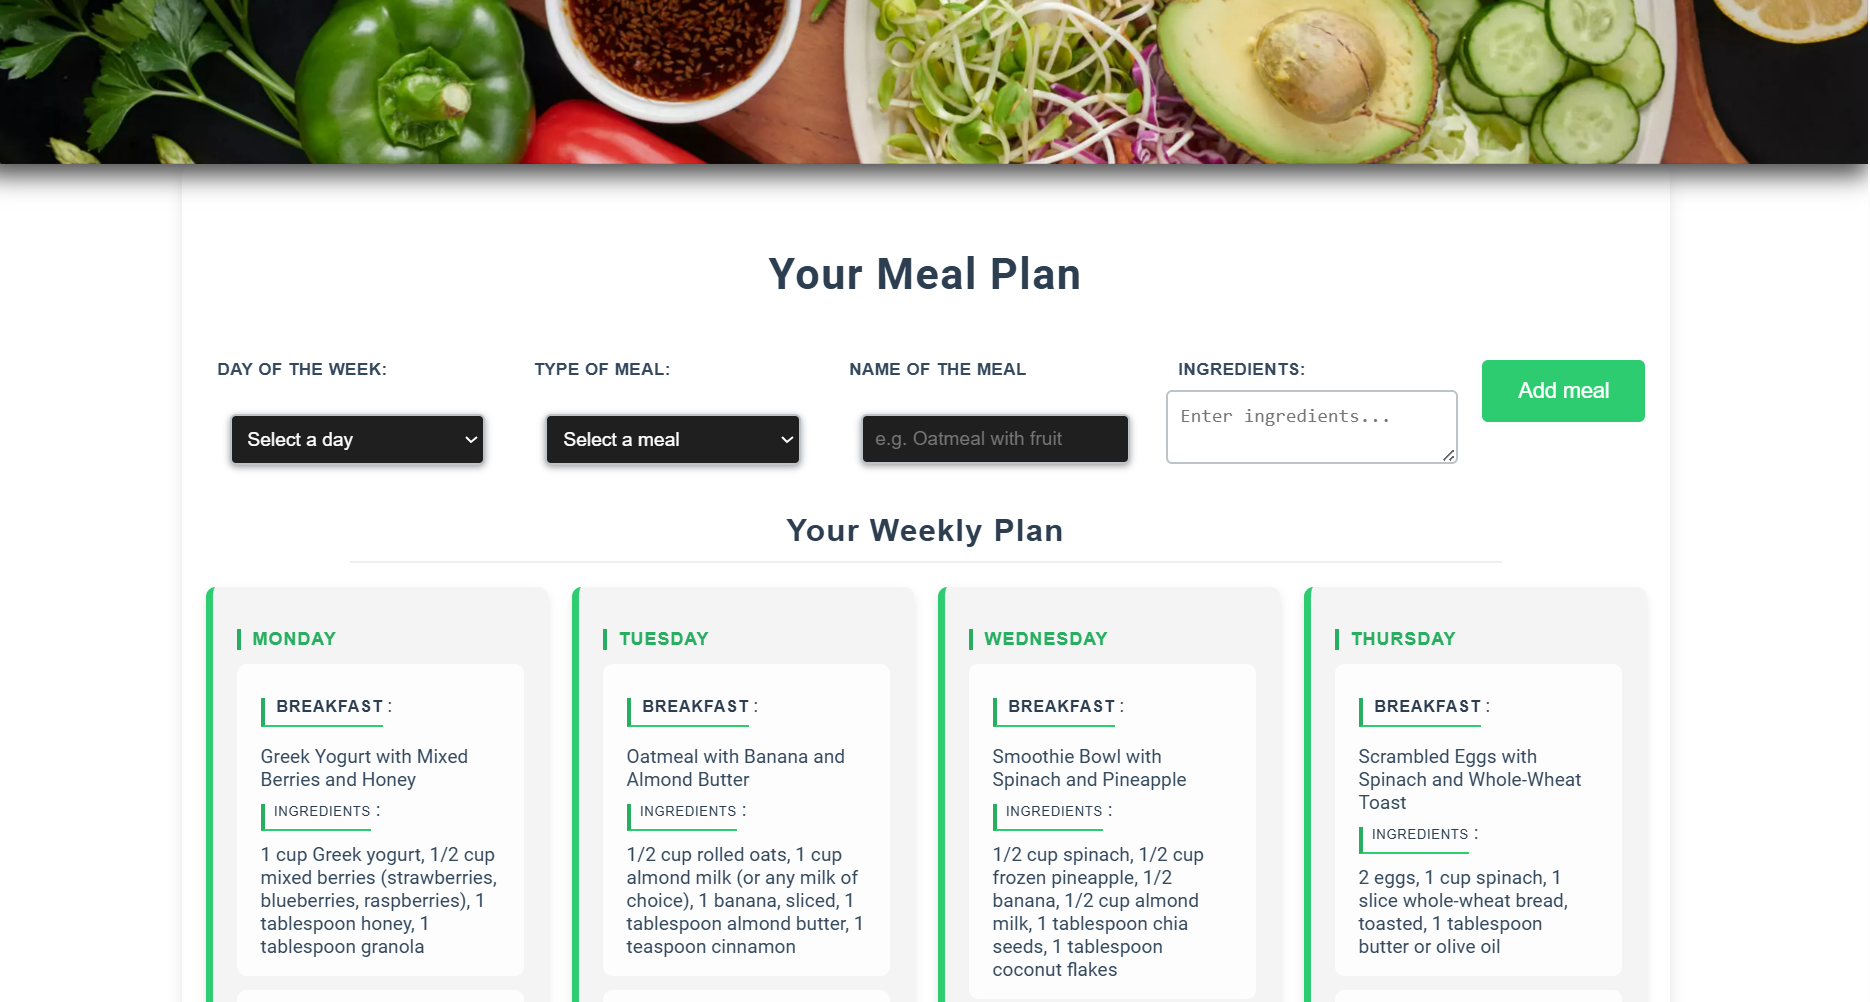 Your Meal Plan
DAY OF THE WEEK:
TYPE OF MEAL:
NAME OF THE MEAL
INGREDIENTS:
Select a day
Select a meal
e.g. Oatmeal with fruit
Enter ingredients...
Add meal
Your Weekly Plan
MONDAY
BREAKFAST :
Greek Yogurt with Mixed
Berries and Honey
INGREDIENTS :
1 cup Greek yogurt, 1/2 cup
mixed berries (strawberries,
blueberries, raspberries), 1
tablespoon honey, 1
tablespoon granola
TUESDAY
BREAKFAST :
Oatmeal with Banana and
Almond Butter
INGREDIENTS :
1/2 cup rolled oats, 1 cup
almond milk (or any milk of
choice), 1 banana, sliced, 1
tablespoon almond butter, 1
teaspoon cinnamon
WEDNESDAY
BREAKFAST :
Smoothie Bowl with
Spinach and Pineapple
INGREDIENTS :
1/2 cup spinach, 1/2 cup
frozen pineapple, 1/2
banana, 1/2 cup almond
milk, 1 tablespoon chia
seeds, 1 tablespoon
coconut flakes
THURSDAY
BREAKFAST :
Scrambled Eggs with
Spinach and Whole-Wheat
Toast
INGREDIENTS :
2 eggs, 1 cup spinach, 1
slice whole-wheat bread,
toasted, 1 tablespoon
butter or olive oil